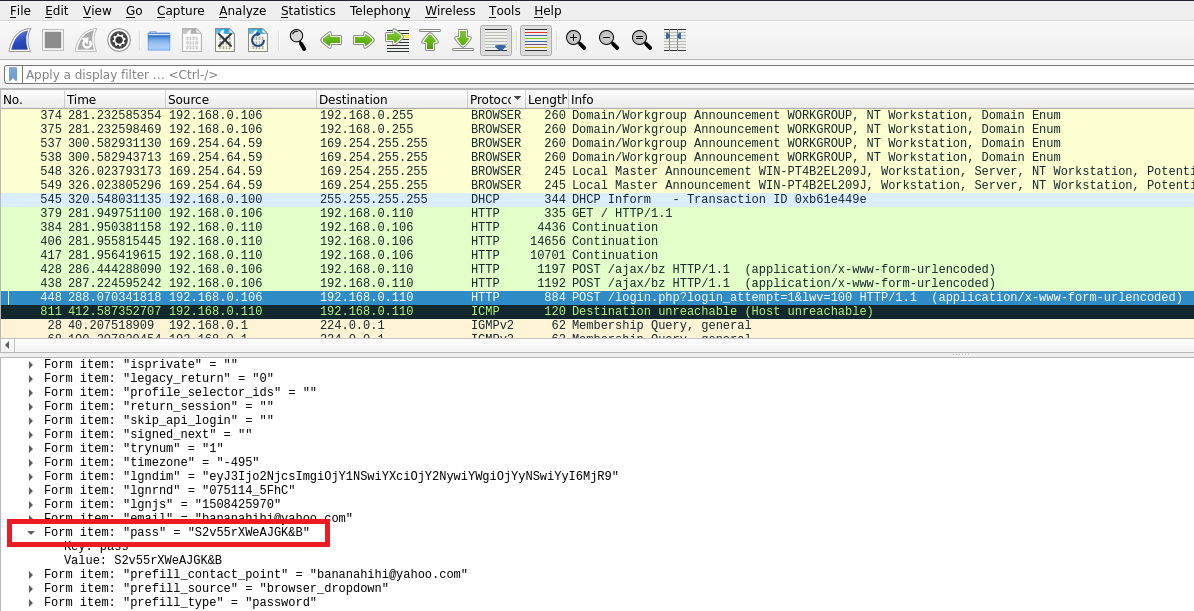 File Edit View Go Capture Analyze Statistics Telephony Wireless Tools Help
Apply a display filter ... <Ctrl-/>
No. Time Source Destination Protoc Length Info
374 281.232585354 192.168.0.106 192.168.0.255 BROWSER 260 Domain/Workgroup Announcement WORKGROUP, NT Workstation, Domain Enum
375 281.232598469 192.168.0.106 192.168.0.255 BROWSER 260 Domain/Workgroup Announcement WORKGROUP, NT Workstation, Domain Enum
537 300.582931130 169.254.64.59 169.254.255.255 BROWSER 260 Domain/Workgroup Announcement WORKGROUP, NT Workstation, Domain Enum
538 300.582943713 169.254.64.59 169.254.255.255 BROWSER 260 Domain/Workgroup Announcement WORKGROUP, NT Workstation, Domain Enum
548 326.023793173 169.254.64.59 169.254.255.255 BROWSER 245 Local Master Announcement WIN-PT4B2EL209J, Workstation, Server, NT Workstation, Potenti
549 326.023805296 169.254.64.59 169.254.255.255 BROWSER 245 Local Master Announcement WIN-PT4B2EL209J, Workstation, Server, NT Workstation, Potenti
545 320.548031135 192.168.0.100 255.255.255.255 DHCP 344 DHCP Inform - Transaction ID 0xb61e449e
379 281.949751100 192.168.0.106 192.168.0.110 HTTP 335 GET / HTTP/1.1
384 281.950381158 192.168.0.110 192.168.0.106 HTTP 4436 Continuation
406 281.955815445 192.168.0.110 192.168.0.106 HTTP 14656 Continuation
417 281.956419615 192.168.0.110 192.168.0.106 HTTP 10701 Continuation
428 286.444288090 192.168.0.106 192.168.0.110 HTTP 1197 POST /ajax/bz HTTP/1.1 (application/x-www-form-urlencoded)
438 287.224595242 192.168.0.106 192.168.0.110 HTTP 1192 POST /ajax/bz HTTP/1.1 (application/x-www-form-urlencoded)
448 288.070341818 192.168.0.106 192.168.0.110 HTTP 884 POST /login.php?login_attempt=1&lwv=100 HTTP/1.1 (application/x-www-form-urlencoded)
811 412.587352707 192.168.0.110 192.168.0.110 ICMP 120 Destination unreachable (Host unreachable)
28 40.207518909 192.168.0.1 224.0.0.1 IGMPv2 62 Membership Query, general
Form item: "isprivate" = ""
Form item: "legacy_return" = "0"
Form item: "profile_selector_ids" = ""
Form item: "return_session" = ""
Form item: "skip_api_login" = ""
Form item: "signed_next" = ""
Form item: "trynum" = "1"
Form item: "timezone" = "-495"
Form item: "lgndim" = "eyJ3Ijo2NjcsImgiOjY1NSwiYXciOjY2NywiYWgiOjYyNSwiYyI6MjR9"
Form item: "lgnrnd" = "075114_5FhC"
Form item: "lgnjs" = "1508425970"
Form item: "email" = "bananahihi@yahoo.com"
Form item: "pass" = "S2v55rXWeAJGK&B"
Key: pass
Value: S2v55rXWeAJGK&B
Form item: "prefill_contact_point" = "bananahihi@yahoo.com"
Form item: "prefill_source" = "browser_dropdown"
Form item: "prefill_type" = "password"